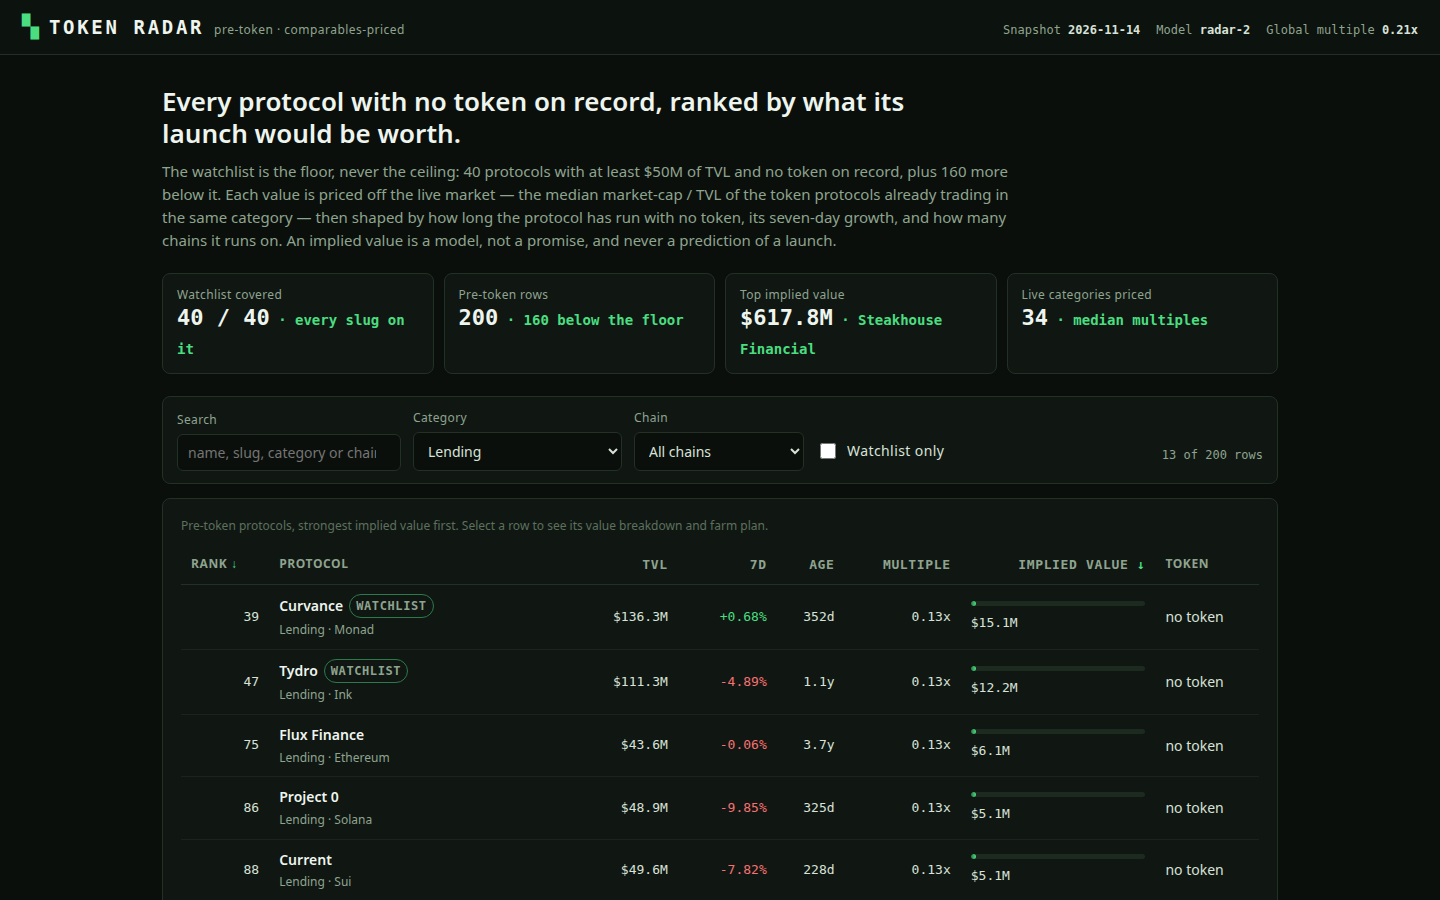 TOKEN RADAR pre-token · comparables-priced
Snapshot 2026-11-14 Model radar-2 Global multiple 0.21x
Every protocol with no token on record, ranked by what its
launch would be worth.
The watchlist is the floor, never the ceiling: 40 protocols with at least $50M of TVL and no token on record, plus 160 more
below it. Each value is priced off the live market — the median market-cap / TVL of the token protocols already trading in
the same category — then shaped by how long the protocol has run with no token, its seven-day growth, and how many
chains it runs on. An implied value is a model, not a promise, and never a prediction of a launch.
Watchlist covered
40 / 40 · every slug on
it
Pre-token rows
200 · 160 below the floor
Top implied value
$617.8M · Steakhouse
Financial
Live categories priced
34 · median multiples
Search
name, slug, category or chai
Category
Lending
Chain
All chains
Watchlist only
13 of 200 rows
Pre-token protocols, strongest implied value first. Select a row to see its value breakdown and farm plan.
RANK ↓ PROTOCOL TVL 7D AGE MULTIPLE IMPLIED VALUE ↓ TOKEN
39 Curvance WATCHLIST $136.3M +0.68% 352d 0.13x $15.1M no token
Lending · Monad
47 Tydro WATCHLIST $111.3M -4.89% 1.1y 0.13x $12.2M no token
Lending · Ink
75 Flux Finance $43.6M -0.06% 3.7y 0.13x $6.1M no token
Lending · Ethereum
86 Project 0 $48.9M -9.85% 325d 0.13x $5.1M no token
Lending · Solana
88 Current $49.6M -7.82% 228d 0.13x $5.1M no token
Lending · Sui